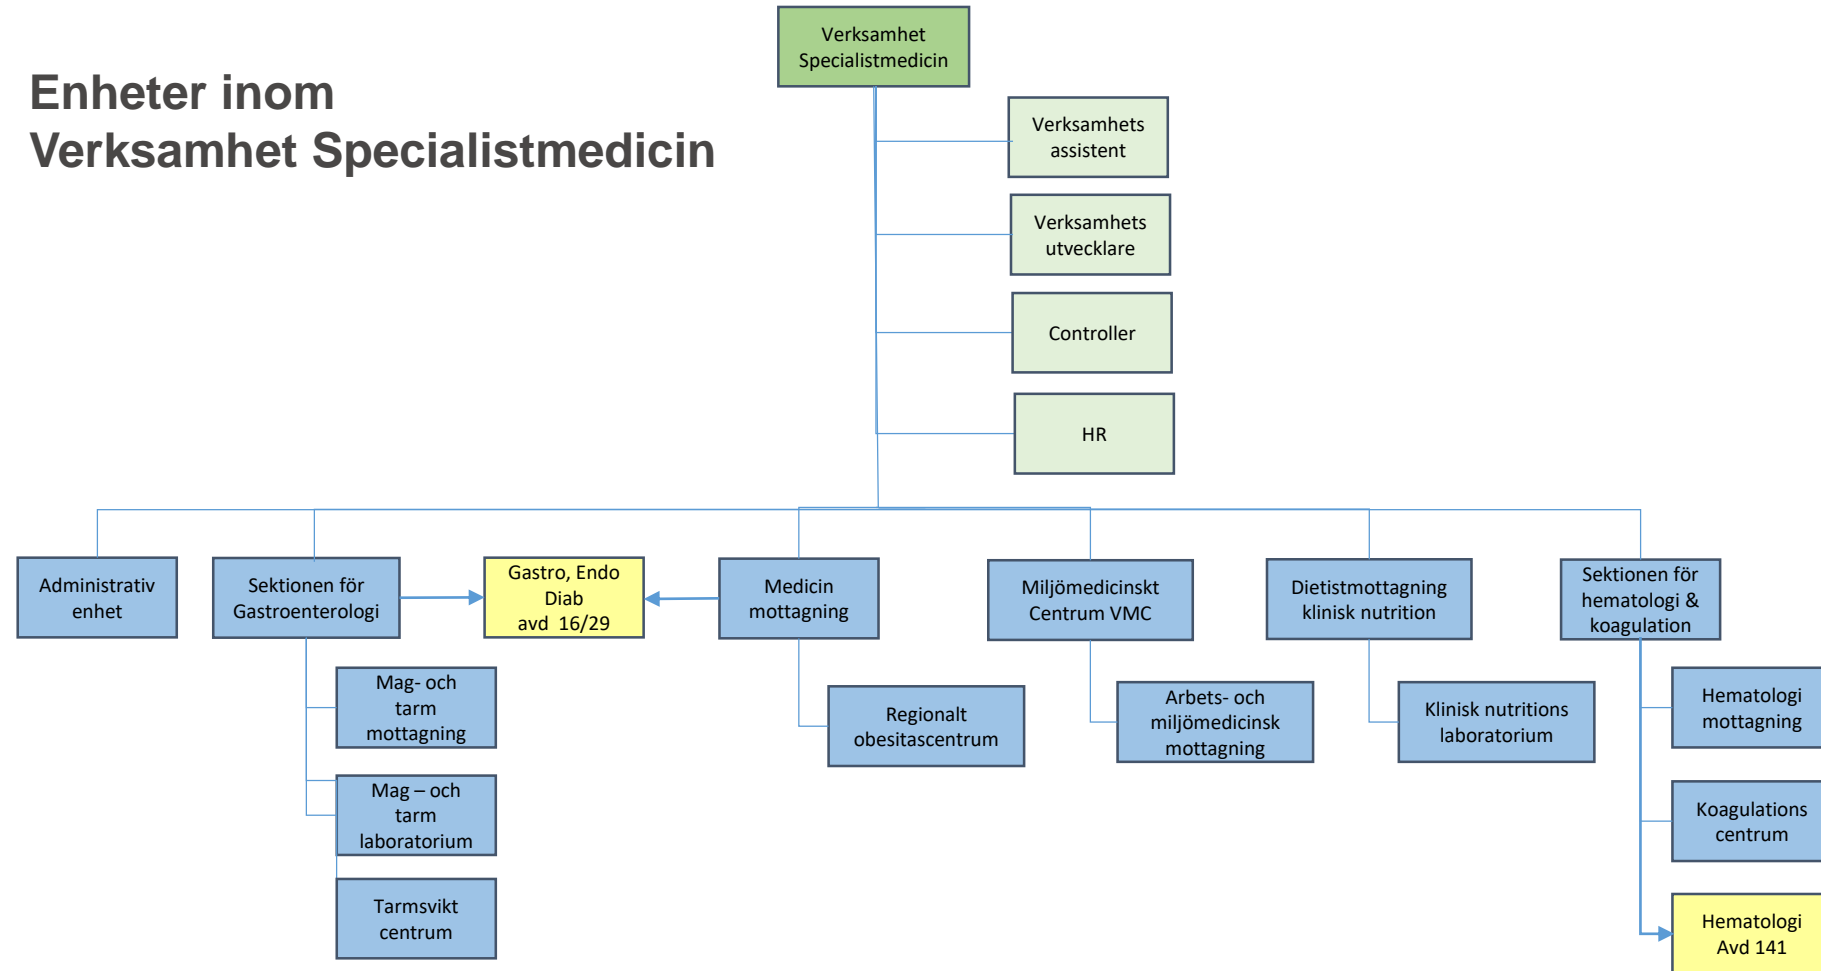 Enheter inom
Verksamhet Specialistmedicin
Verksamhet
Specialistmedicin
Verksamhets
assistent
Verksamhets
utvecklare
Controller
HR
Administrativ
enhet
Sektionen för
Gastroenterologi
Gastro, Endo
Diab
avd 16/29
Medicin
mottagning
Miljömedicinskt
Centrum VMC
Dietistmottagning
klinisk nutrition
Sektionen för
hematologi &
koagulation
Mag- och
tarm
mottagning
Regionalt
obesitascentrum
Arbets- och
miljömedicinsk
mottagning
Klinisk nutritions
laboratorium
Hematologi
mottagning
Mag – och
tarm
laboratorium
Koagulations
centrum
Tarmsvikt
centrum
Hematologi
Avd 141